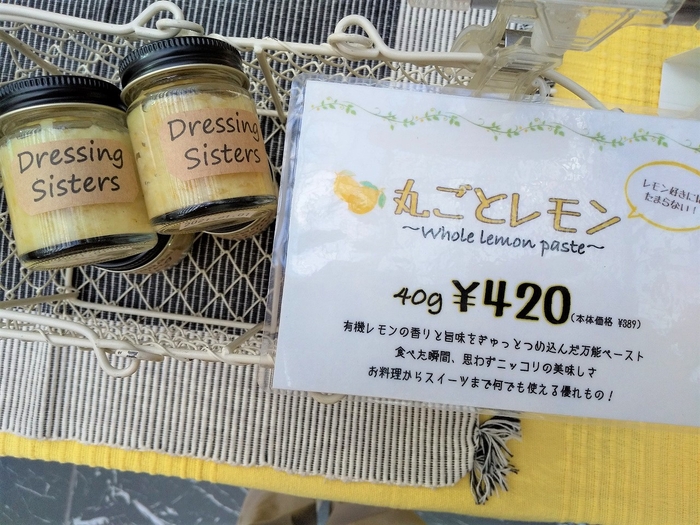 Dressing
Sisters
Dressing
Sisters
丸ごとレモン
～Whole lemon paste～
レモン好きには
たまらない！
40g ¥420(本体価格 ¥389)
有機レモンの香りと旨味をぎゅっとつめ込んだ万能ペースト
食べた瞬間、思わずニッコリの美味しさ
お料理からスイーツまで何でも使える優れもの！